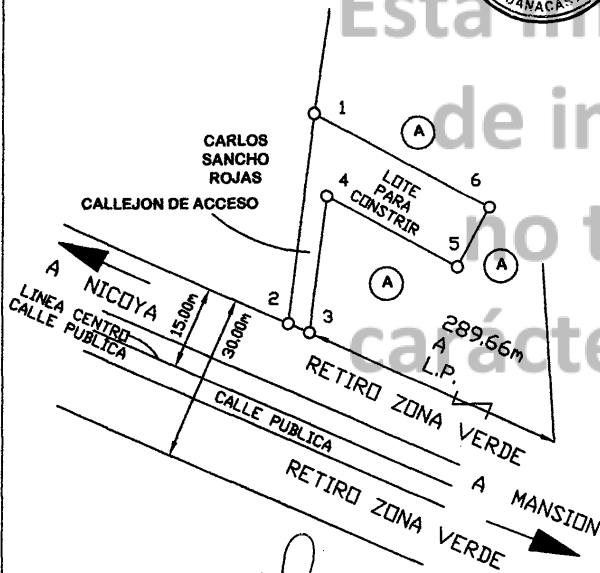 ANACAS
Esta
de in
no t
carácte
1
A
CARLOS
SANCHO
ROJAS
CALLEJON DE ACCESO
4
LOTE
PARA
CONSTRIR
6
5
A
A
2
3
A NICOYA
LINEA CENTRO
CALLE PUBLICA
15.00m
30.00m
289.66m
A
L.P.
RETIRO ZONA VERDE
CALLE PUBLICA
A MANSION
RETIRO ZONA VERDE